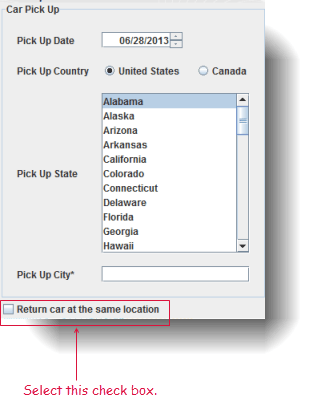 Car Pick Up
Pick Up Date 06/28/2013
Pick Up Country United States Canada
Pick Up State
Alabama
Alaska
Arizona
Arkansas
California
Colorado
Connecticut
Delaware
Florida
Georgia
Hawaii
Pick Up City*
Return car at the same location
Select this check box.